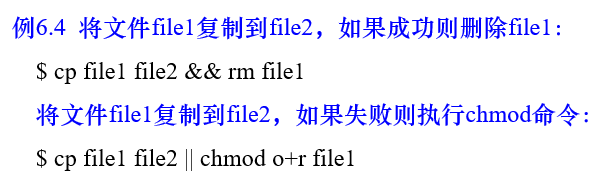 例6.4 将文件file1复制到file2，如果成功则删除file1：
$ cp file1 file2 && rm file1
将文件file1复制到file2，如果失败则执行chmod命令：
$ cp file1 file2 || chmod o+r file1